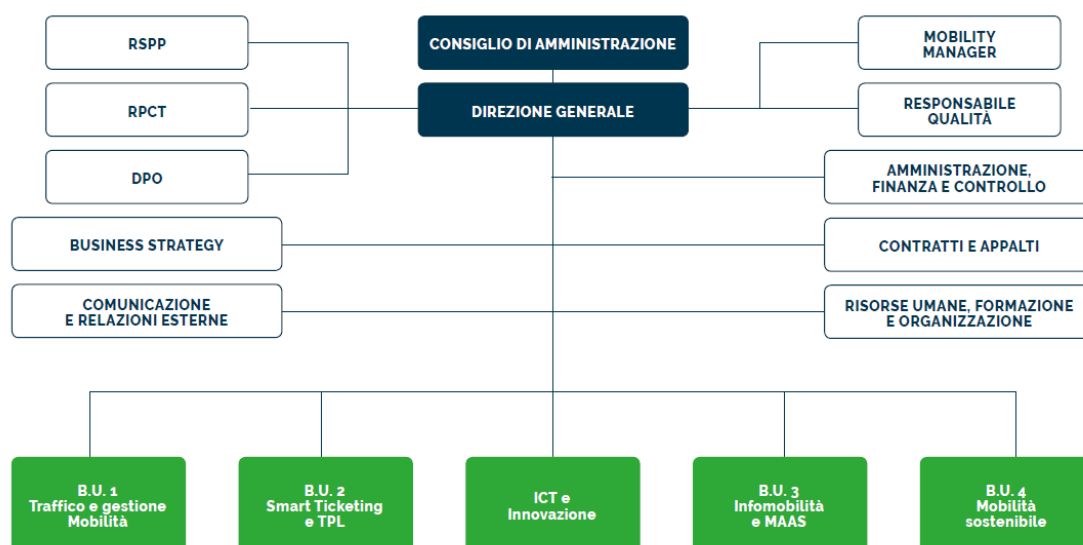 RSPP
CONSIGLIO DI AMMINISTRAZIONE
MOBILITY
MANAGER
RPCT
DIREZIONE GENERALE
RESPONSABILE
QUALITÀ
DPO
AMMINISTRAZIONE,
FINANZA E CONTROLLO
BUSINESS STRATEGY
CONTRATTI E APPALTI
COMUNICAZIONE
E RELAZIONI ESTERNE
RISORSE UMANE, FORMAZIONE
E ORGANIZZAZIONE
B.U. 1
Traffico e gestione
Mobilità
B.U. 2
Smart Ticketing
e TPL
ICT e
Innovazione
B.U. 3
Infomobilità
e MAAS
B.U. 4
Mobilità
sostenibile